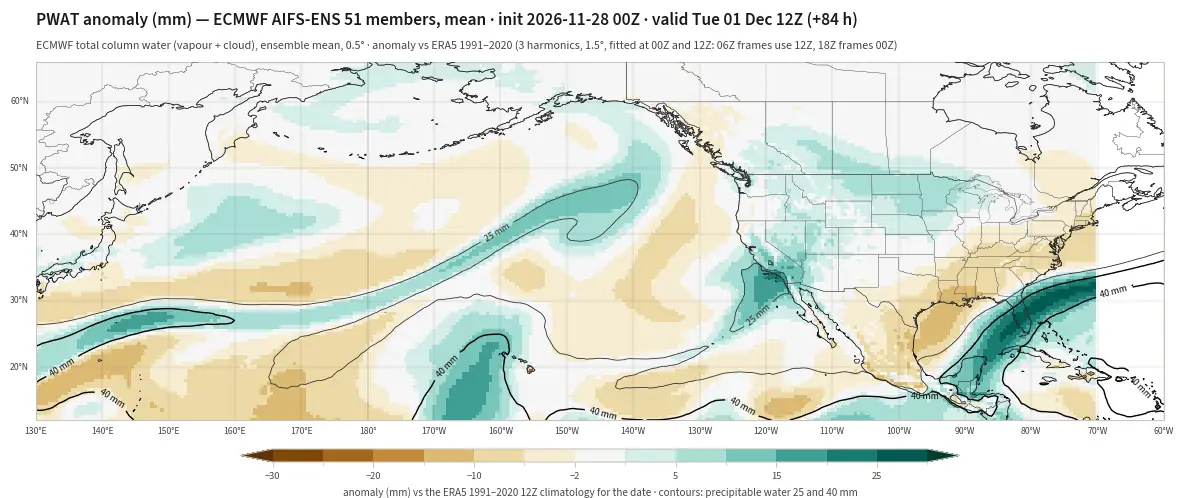 PWAT anomaly (mm) — ECMWF AIFS-ENS 51 members, mean · init 2026-11-28 00Z · valid Tue 01 Dec 12Z (+84 h)
ECMWF total column water (vapour + cloud), ensemble mean, 0.5° · anomaly vs ERA5 1991–2020 (3 harmonics, 1.5°, fitted at 00Z and 12Z: 06Z frames use 12Z, 18Z frames 00Z)
60°N
50°N
40°N
30°N
20°N
25 mm
25 mm
40 mm
40 mm
40 mm
40 mm
40 mm
40 mm
40 mm
40 mm
130°E 140°E 150°E 160°E 170°E 180° 170°W 160°W 150°W 140°W 130°W 120°W 110°W 100°W 90°W 80°W 70°W 60°W
−30 −20 −10 −2 5 15 25
anomaly (mm) vs the ERA5 1991–2020 12Z climatology for the date · contours: precipitable water 25 and 40 mm